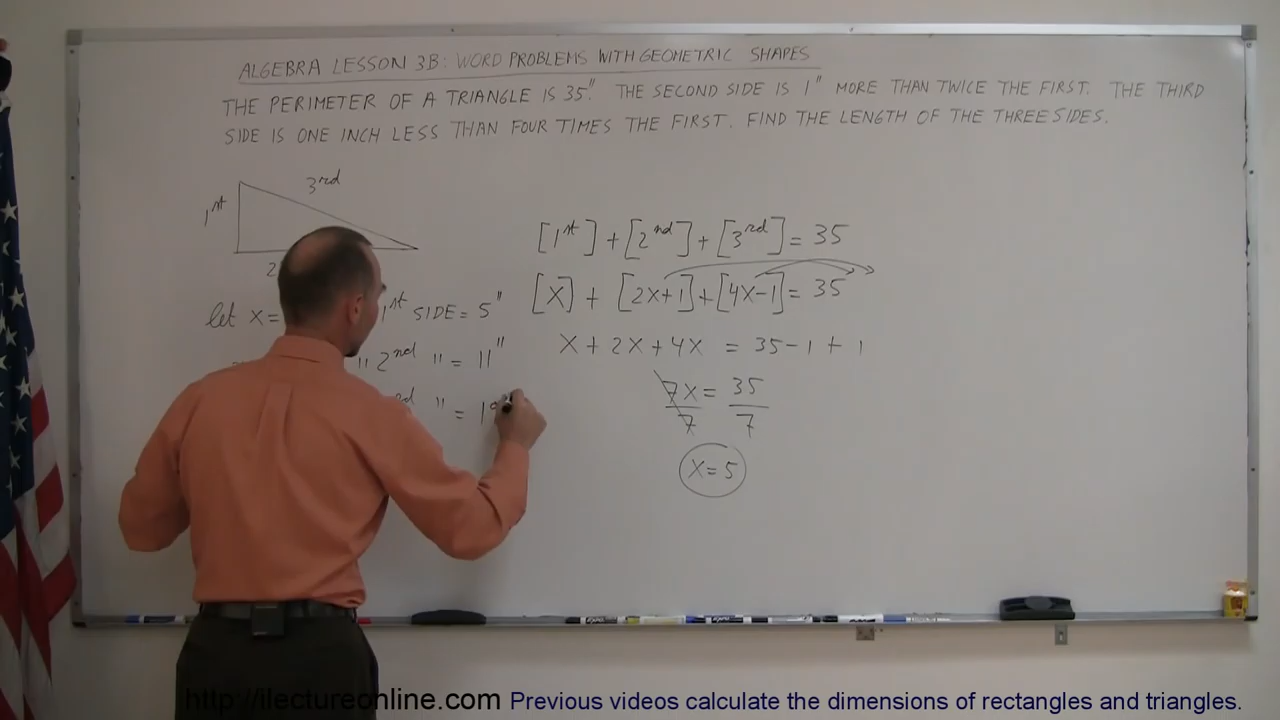 ALGEBRA LESSON 3B: WORD PROBLEMS WITH GEOMETRIC SHAPES
THE PERIMETER OF A TRIANGLE IS 35". THE SECOND SIDE IS 1" MORE THAN TWICE THE FIRST. THE THIRD
SIDE IS ONE INCH LESS THAN FOUR TIMES THE FIRST. FIND THE LENGTH OF THE THREE SIDES.
1st
3rd
2
let X=
1st SIDE = 5"
" 2nd " = 11"
" = 19
[1st] + [2nd] + [3rd] = 35
[X] + [2X+1] + [4X-1] = 35
X + 2X + 4X = 35 - 1 + 1
7X = 35
7 7
X = 5
http://ilectureonline.com Previous videos calculate the dimensions of rectangles and triangles.